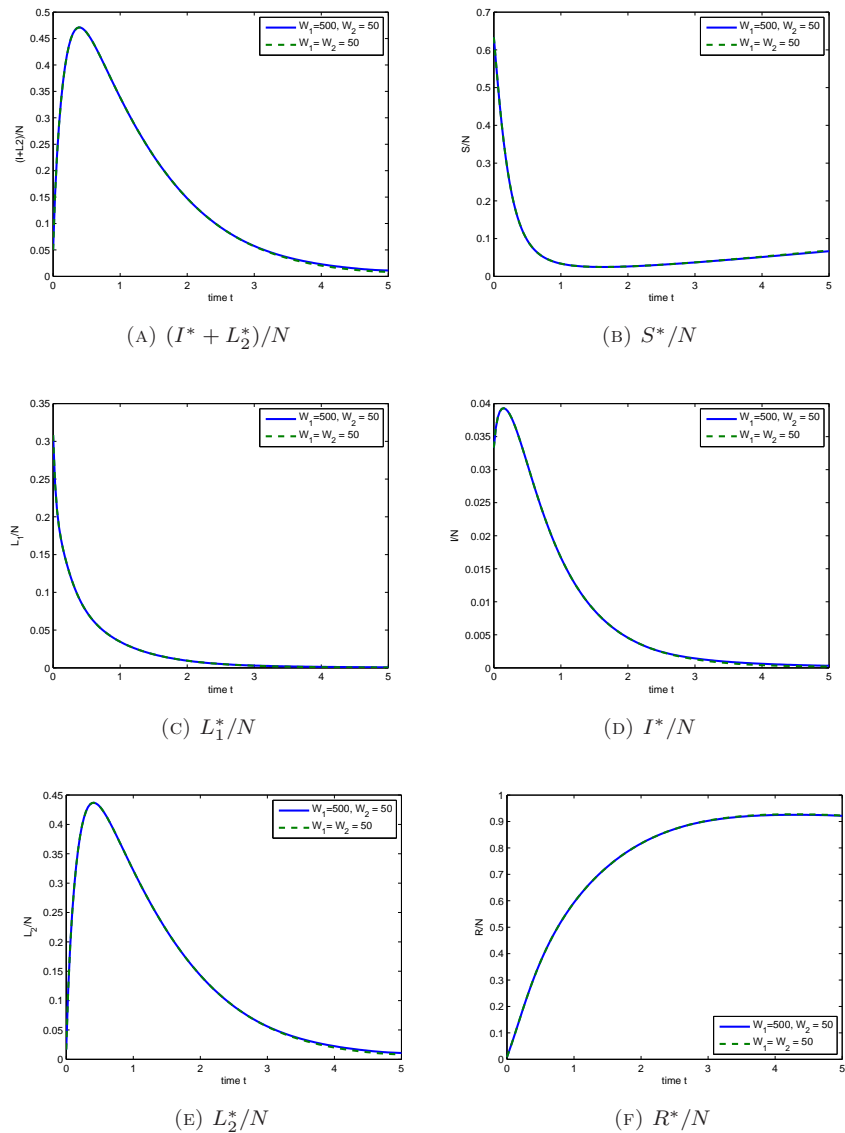 0.5
0.45
0.4
0.35
0.3
0.25
0.2
0.15
0.1
0.05
0
(I+L2)/N
0 1 2 3 4 5
time t
W1=500, W2 = 50
W1= W2 = 50
(A) (I* + L2*)/N
0.7
0.6
0.5
0.4
0.3
0.2
0.1
0
S/N
0 1 2 3 4 5
time t
W1=500, W2 = 50
W1= W2 = 50
(B) S*/N
0.35
0.3
0.25
0.2
0.15
0.1
0.05
0
L1/N
0 1 2 3 4 5
time t
W1=500, W2 = 50
W1= W2 = 50
(C) L1*/N
0.04
0.035
0.03
0.025
0.02
0.015
0.01
0.005
0
I/N
0 1 2 3 4 5
time t
W1=500, W2 = 50
W1= W2 = 50
(D) I*/N
0.45
0.4
0.35
0.3
0.25
0.2
0.15
0.1
0.05
0
L2/N
0 1 2 3 4 5
time t
W1=500, W2 = 50
W1= W2 = 50
(E) L2*/N
1
0.9
0.8
0.7
0.6
0.5
0.4
0.3
0.2
0.1
0
R/N
0 1 2 3 4 5
time t
W1=500, W2 = 50
W1= W2 = 50
(F) R*/N